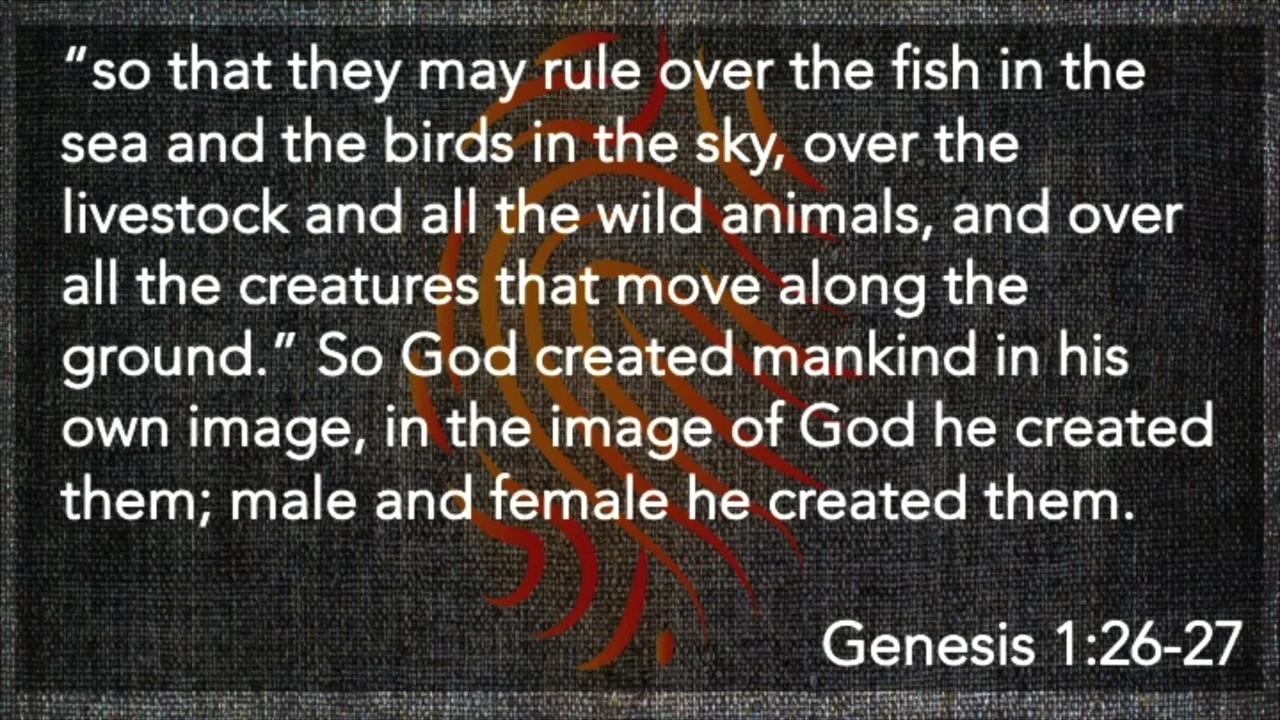 “so that they may rule over the fish in the
sea and the birds in the sky, over the
livestock and all the wild animals, and over
all the creatures that move along the
ground.” So God created mankind in his
own image, in the image of God he created
them; male and female he created them.
Genesis 1:26-27